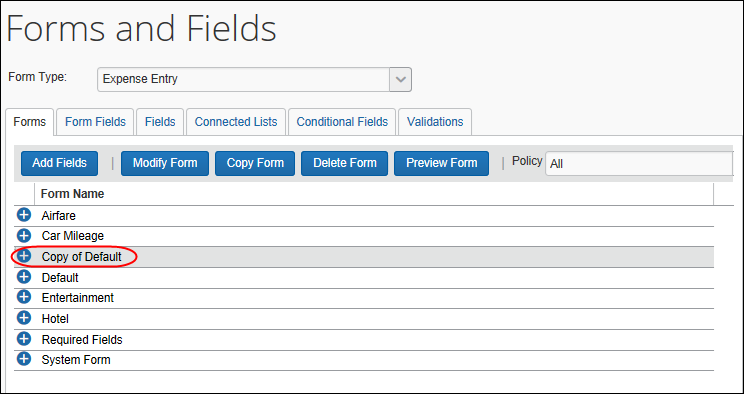 Forms and Fields
Form Type: Expense Entry
Forms Form Fields Fields Connected Lists Conditional Fields Validations
Add Fields | Modify Form Copy Form Delete Form Preview Form | Policy All
Form Name
Airfare
Car Mileage
Copy of Default
Default
Entertainment
Hotel
Required Fields
System Form